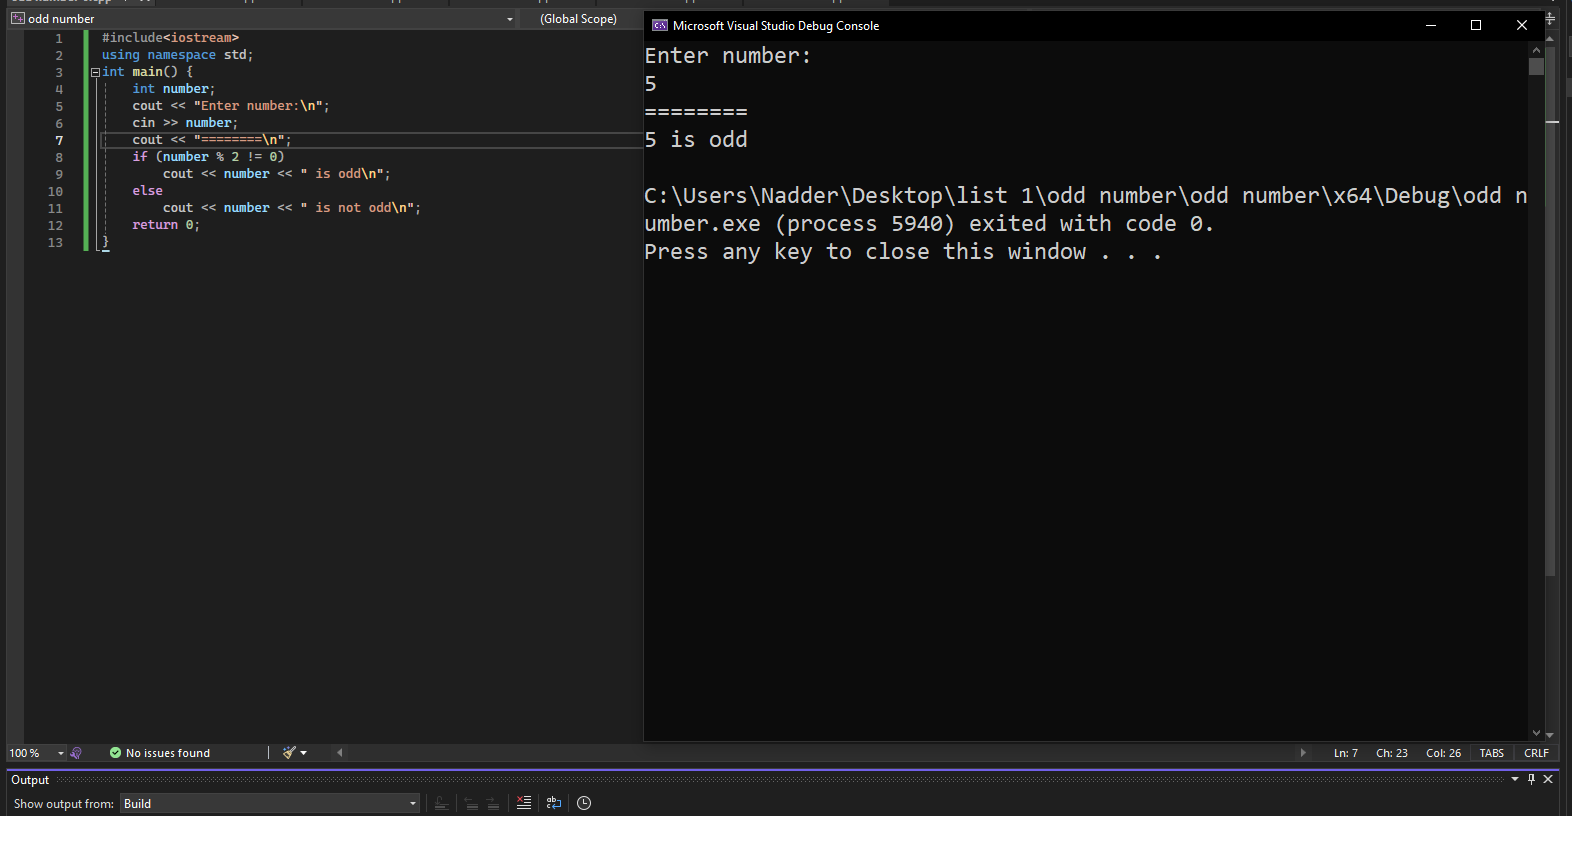 odd number
(Global Scope)
1 #include<iostream>
2 using namespace std;
3 int main() {
4 int number;
5 cout << "Enter number:\n";
6 cin >> number;
7 cout << "========\n";
8 if (number % 2 != 0)
9 cout << number << " is odd\n";
10 else
11 cout << number << " is not odd\n";
12 return 0;
13 }
Microsoft Visual Studio Debug Console
Enter number:
5
========
5 is odd
C:\Users\Nadder\Desktop\list 1\odd number\odd number\x64\Debug\odd n
umber.exe (process 5940) exited with code 0.
Press any key to close this window . . .
100 %
No issues found
Ln: 7 Ch: 23 Col: 26 TABS CRLF
Output
Show output from: Build